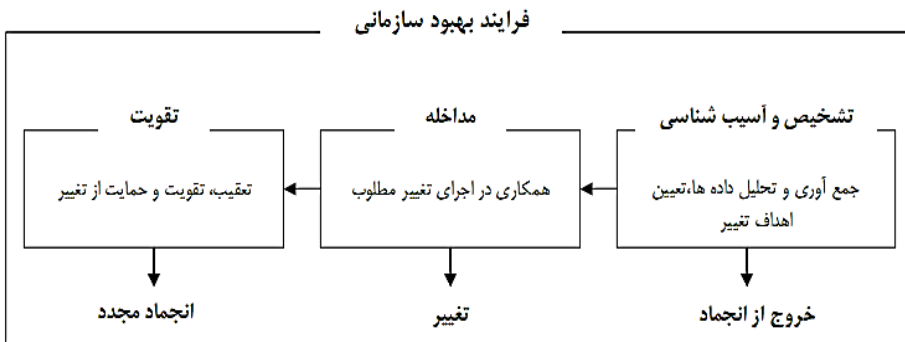 فرایند بهبود سازمانی
تشخیص و آسیب شناسی
جمع آوری و تحلیل داده ها،تعیین
اهداف تغییر
خروج از انجماد
مداخله
همکاری در اجرای تغییر مطلوب
تغییر
تقویت
تعقیب، تقویت و حمایت از تغییر
انجماد مجدد